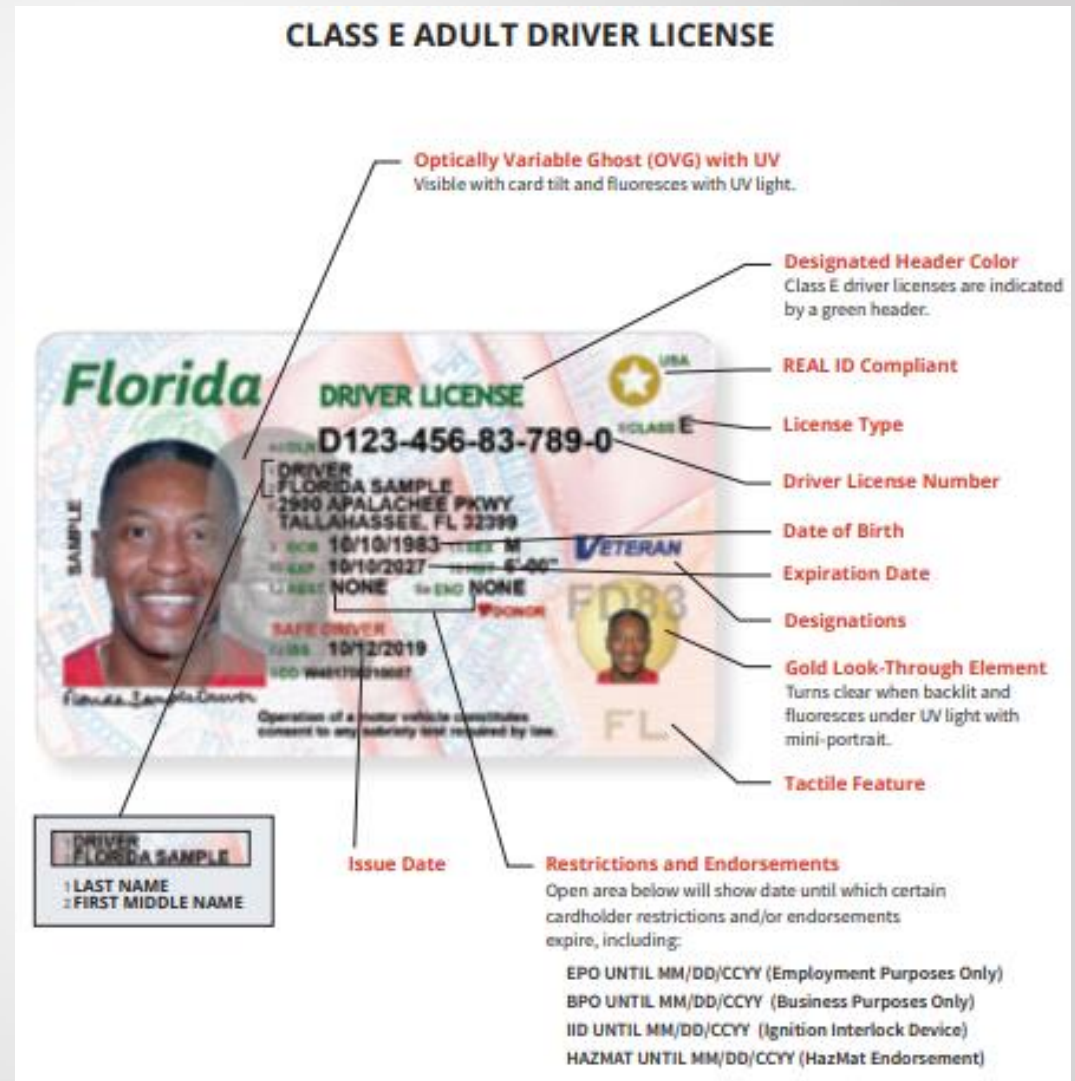 CLASS E ADULT DRIVER LICENSE
Optically Variable Ghost (OVG) with UV
Visible with card tilt and fluoresces with UV light.
Designated Header Color
Class E driver licenses are indicated
by a green header.
REAL ID Compliant
License Type
Driver License Number
Date of Birth
Expiration Date
Designations
Gold Look-Through Element
Turns clear when backlit and
fluoresces under UV light with
mini-portrait.
Tactile Feature
Florida
DRIVER LICENSE
USA
CLASS E
D123-456-83-789-0
DRIVER
FLORIDA SAMPLE
2900 APALACHEE PKWY
TALLAHASSEE, FL 32399
DOB 10/10/1983 SEX M
EXP 10/10/2027 6'-00"
REST NONE END NONE
DONOR
SAFE DRIVER
ISS 10/12/2019
Operation of a motor vehicle constitutes
consent to any sobriety test required by law.
SAMPLE
Florida Sample Driver
VETERAN
FD83
FL
DRIVER
FLORIDA SAMPLE
1 LAST NAME
2 FIRST MIDDLE NAME
Issue Date
Restrictions and Endorsements
Open area below will show date until which certain
cardholder restrictions and/or endorsements
expire, including:
EPO UNTIL MM/DD/CCYY (Employment Purposes Only)
BPO UNTIL MM/DD/CCYY (Business Purposes Only)
IID UNTIL MM/DD/CCYY (Ignition Interlock Device)
HAZMAT UNTIL MM/DD/CCYY (HazMat Endorsement)